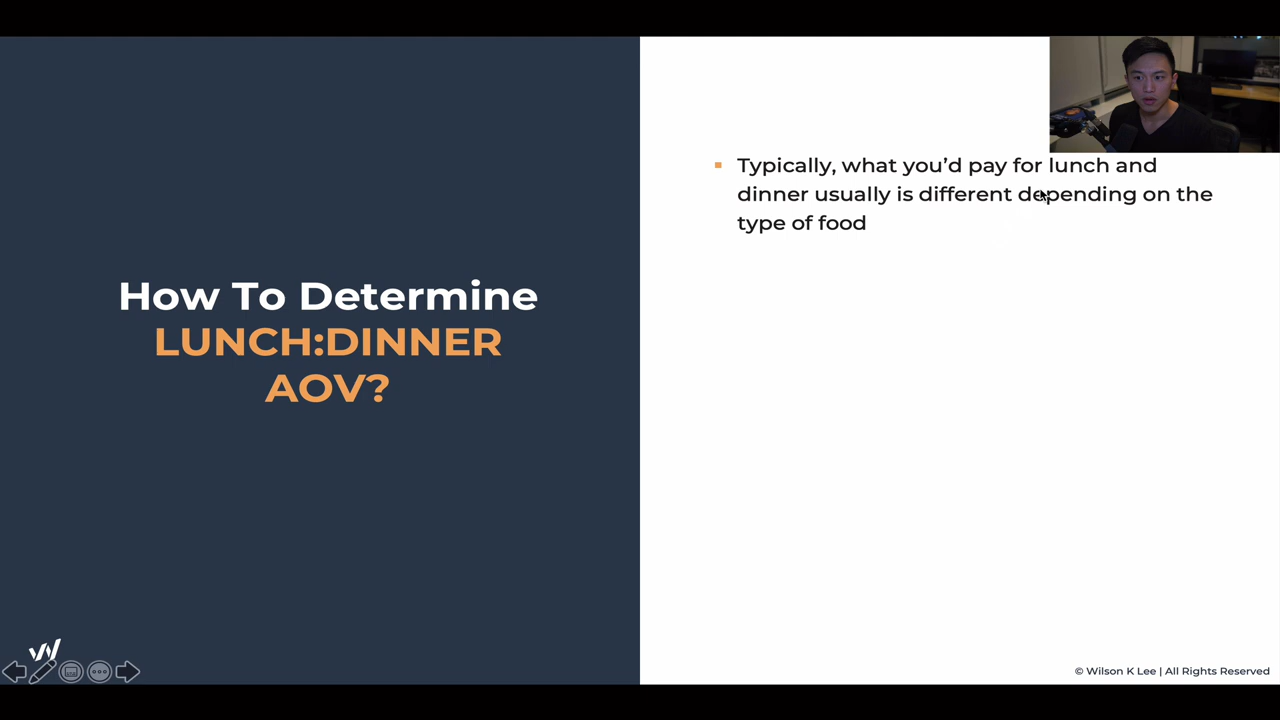 How To Determine
LUNCH:DINNER
AOV?
Typically, what you’d pay for lunch and
dinner usually is different depending on the
type of food
© Wilson K Lee | All Rights Reserved